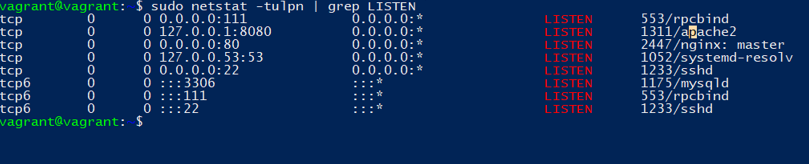 vagrant@vagrant:~$ sudo netstat -tulpn | grep LISTEN
tcp        0      0 0.0.0.0:111             0.0.0.0:*               LISTEN      553/rpcbind
tcp        0      0 127.0.0.1:8080          0.0.0.0:*               LISTEN      1311/apache2
tcp        0      0 0.0.0.0:80              0.0.0.0:*               LISTEN      2447/nginx: master
tcp        0      0 127.0.0.53:53           0.0.0.0:*               LISTEN      1052/systemd-resolv
tcp        0      0 0.0.0.0:22              0.0.0.0:*               LISTEN      1233/sshd
tcp6       0      0 :::3306                 :::*                    LISTEN      1175/mysqld
tcp6       0      0 :::111                  :::*                    LISTEN      553/rpcbind
tcp6       0      0 :::22                   :::*                    LISTEN      1233/sshd
vagrant@vagrant:~$